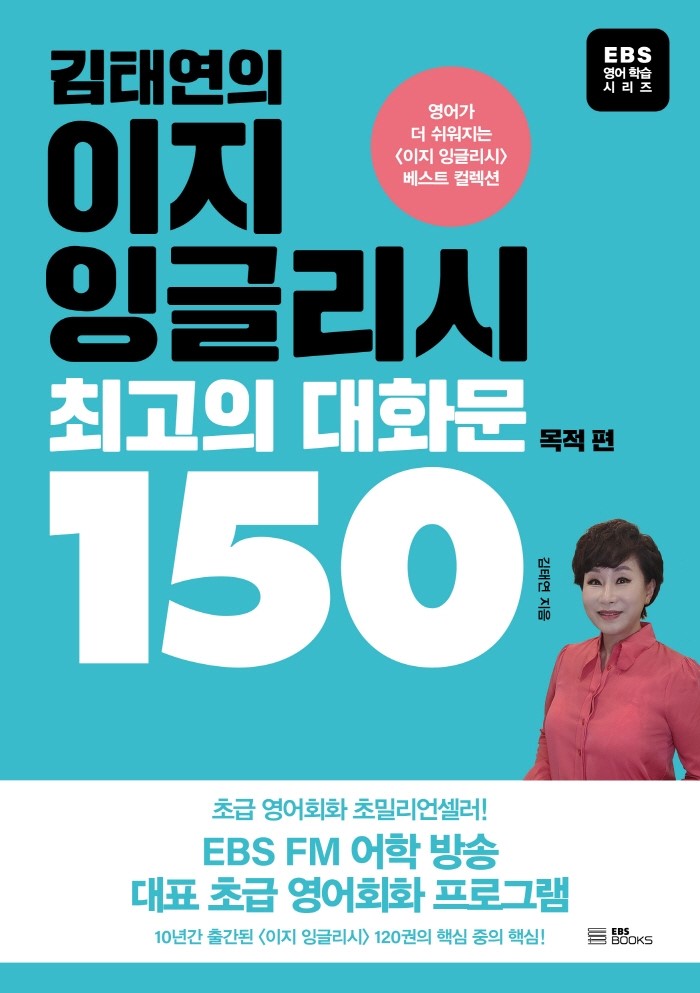 김태연의
이지
잉글리시
최고의 대화문 목적 편
150
영어가
더 쉬워지는
〈이지 잉글리시〉
베스트 컬렉션
EBS
영어 학습
시리즈
김태연 지음
초급 영어회화 초밀리언셀러!
EBS FM 어학 방송
대표 초급 영어회화 프로그램
10년간 출간된 〈이지 잉글리시〉 120권의 핵심 중의 핵심!
EBS
BOOKS